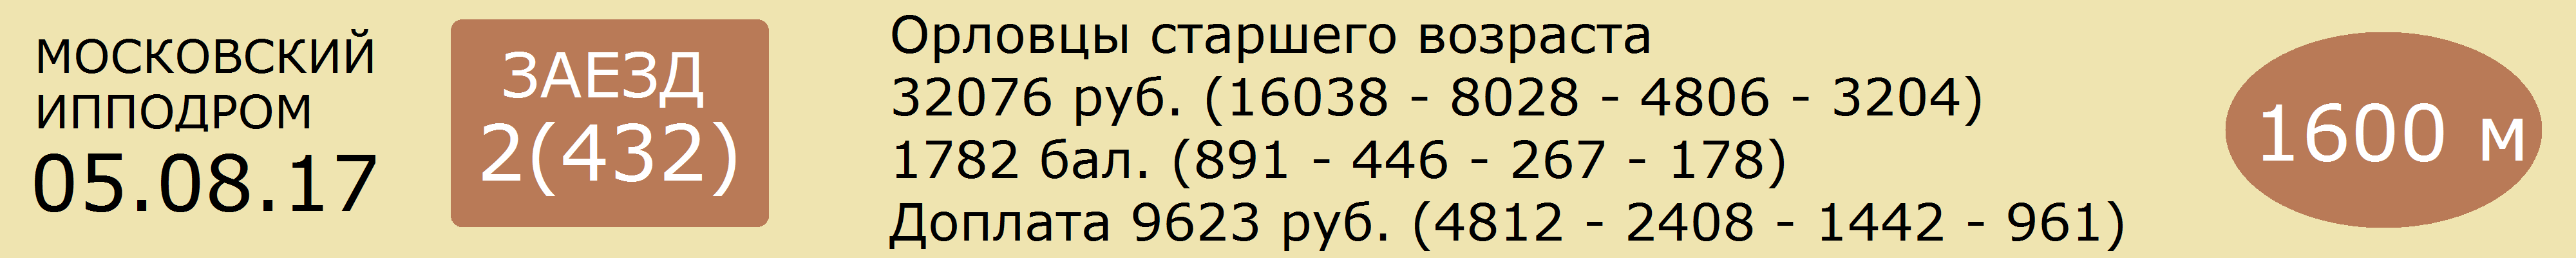 МОСКОВСКИЙ
ИППОДРОМ
05.08.17
ЗАЕЗД
2(432)
Орловцы старшего возраста
32076 руб. (16038 - 8028 - 4806 - 3204)
1782 бал. (891 - 446 - 267 - 178)
Доплата 9623 руб. (4812 - 2408 - 1442 - 961)
1600 м